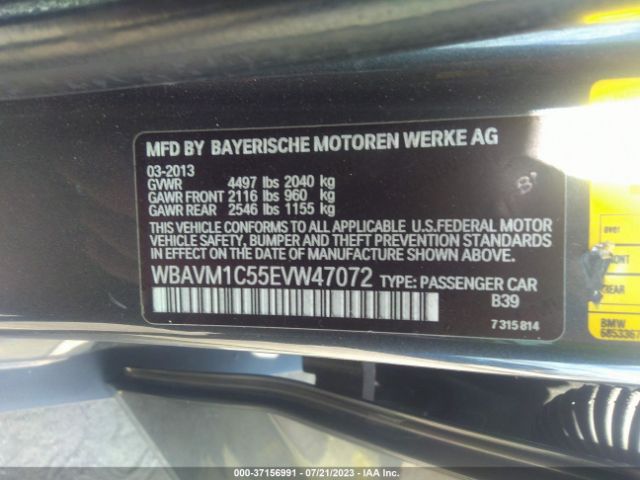 MFD BY BAYERISCHE MOTOREN WERKE AG
03-2013
GVWR 4497 lbs 2040 kg
GAWR FRONT 2116 lbs 960 kg
GAWR REAR 2546 lbs 1155 kg
THIS VEHICLE CONFORMS TO ALL APPLICABLE U.S.FEDERAL MOTOR
VEHICLE SAFETY, BUMPER AND THEFT PREVENTION STANDARDS
IN EFFECT ON THE DATE OF MANUFACTURE SHOWN ABOVE.
WBAVM1C55EVW47072 TYPE: PASSENGER CAR
B39
7 315 814
over
BMW
000-37156991 - 07/21/2023 - IAA Inc.